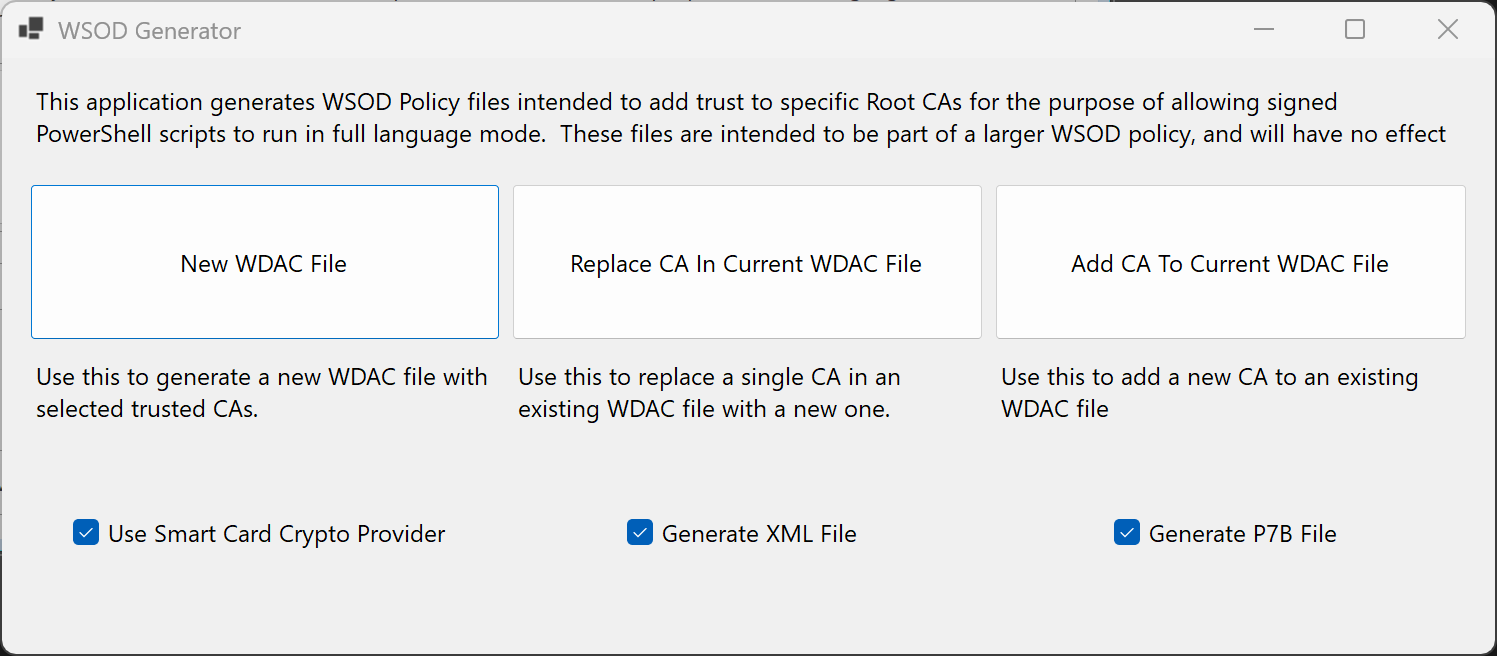 WSOD Generator
This application generates WSOD Policy files intended to add trust to specific Root CAs for the purpose of allowing signed
PowerShell scripts to run in full language mode.  These files are intended to be part of a larger WSOD policy, and will have no effect
New WDAC File
Replace CA In Current WDAC File
Add CA To Current WDAC File
Use this to generate a new WDAC file with
selected trusted CAs.
Use this to replace a single CA in an
existing WDAC file with a new one.
Use this to add a new CA to an existing
WDAC file
Use Smart Card Crypto Provider
Generate XML File
Generate P7B File